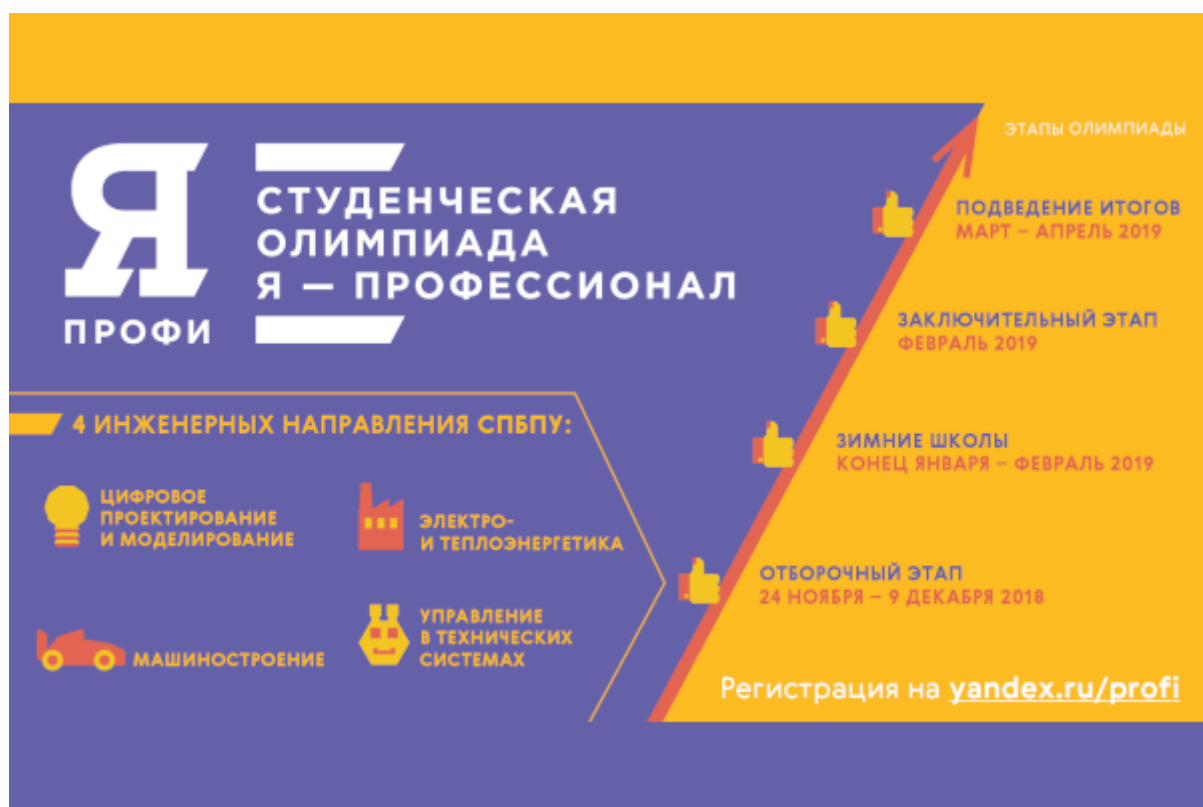 Я
ПРОФИ
СТУДЕНЧЕСКАЯ
ОЛИМПИАДА
Я — ПРОФЕССИОНАЛ
4 ИНЖЕНЕРНЫХ НАПРАВЛЕНИЯ СПБПУ:
ЦИФРОВОЕ
ПРОЕКТИРОВАНИЕ
И МОДЕЛИРОВАНИЕ
ЭЛЕКТРО-
И ТЕПЛОЭНЕРГЕТИКА
МАШИНОСТРОЕНИЕ
УПРАВЛЕНИЕ
В ТЕХНИЧЕСКИХ
СИСТЕМАХ
ЭТАПЫ ОЛИМПИАДЫ
ПОДВЕДЕНИЕ ИТОГОВ
МАРТ – АПРЕЛЬ 2019
ЗАКЛЮЧИТЕЛЬНЫЙ ЭТАП
ФЕВРАЛЬ 2019
ЗИМНИЕ ШКОЛЫ
КОНЕЦ ЯНВАРЯ – ФЕВРАЛЬ 2019
ОТБОРОЧНЫЙ ЭТАП
24 НОЯБРЯ – 9 ДЕКАБРЯ 2018
Регистрация на yandex.ru/profi